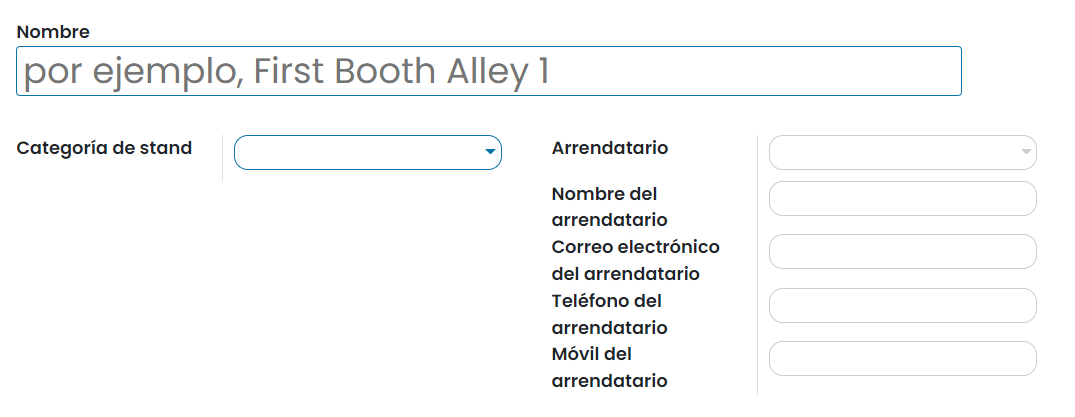 Nombre
por ejemplo, First Booth Alley 1
Categoría de stand
Arrendatario
Nombre del
arrendatario
Correo electrónico
del arrendatario
Teléfono del
arrendatario
Móvil del
arrendatario